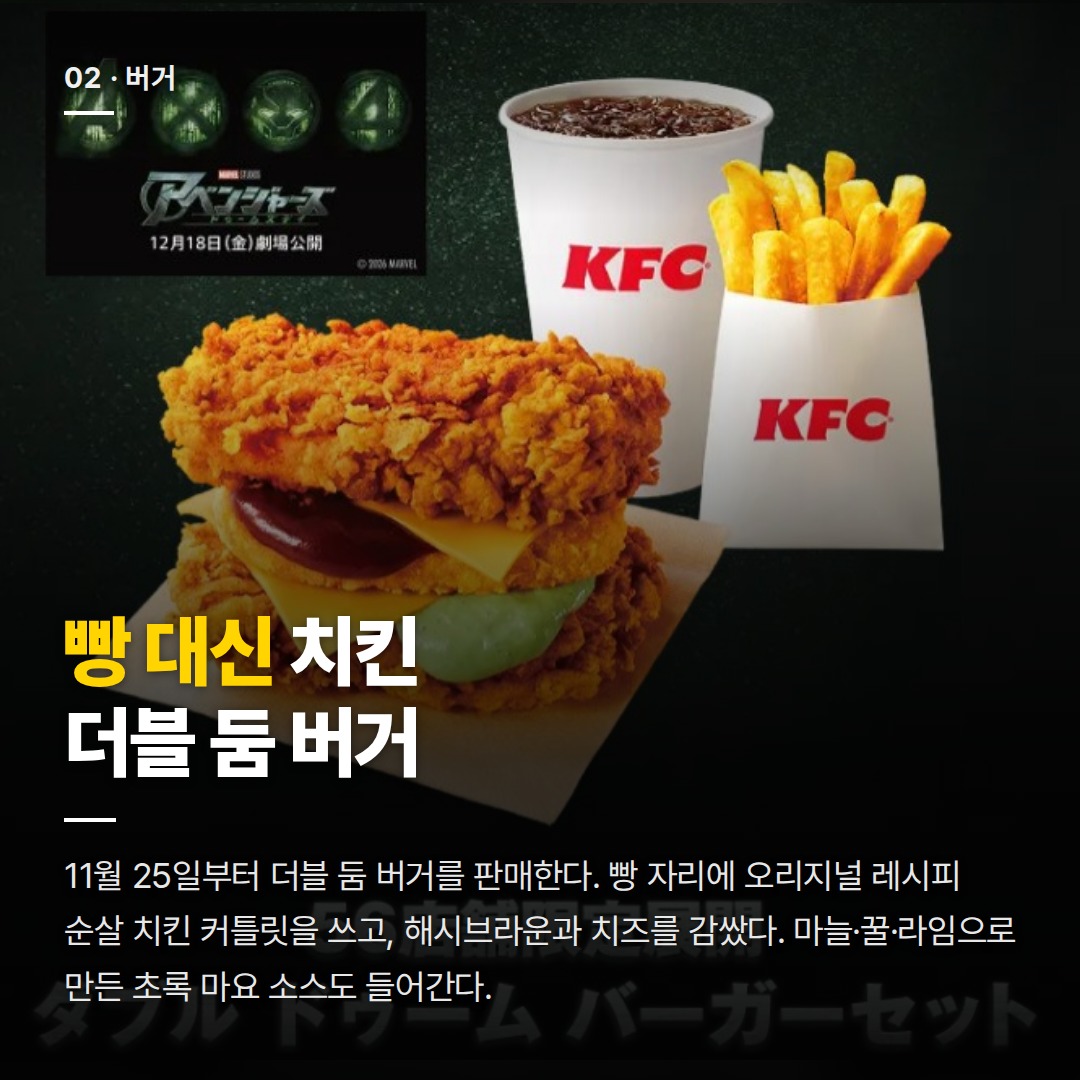 02 · 버거
MARVEL STUDIOS
アベンジャーズ
12月18日(金)劇場公開
© 2026 MARVEL
KFC
KFC
빵 대신 치킨
더블 둠 버거
11월 25일부터 더블 둠 버거를 판매한다. 빵 자리에 오리지널 레시피
순살 치킨 커틀릿을 쓰고, 해시브라운과 치즈를 감쌌다. 마늘·꿀·라임으로
만든 초록 마요 소스도 들어간다.
店舗限定展開
ダブル ドゥーム バーガーセット